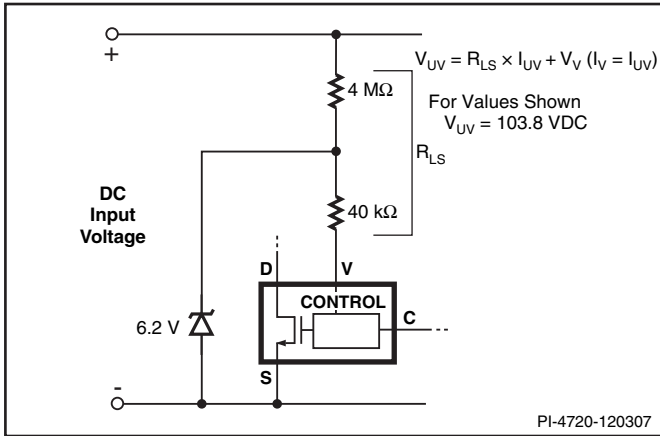 +
V_UV = R_LS × I_UV + V_V (I_V = I_UV)
4 MΩ
For Values Shown
V_UV = 103.8 VDC
R_LS
DC
Input
Voltage
40 kΩ
D
V
CONTROL
C
6.2 V
S
-
PI-4720-120307